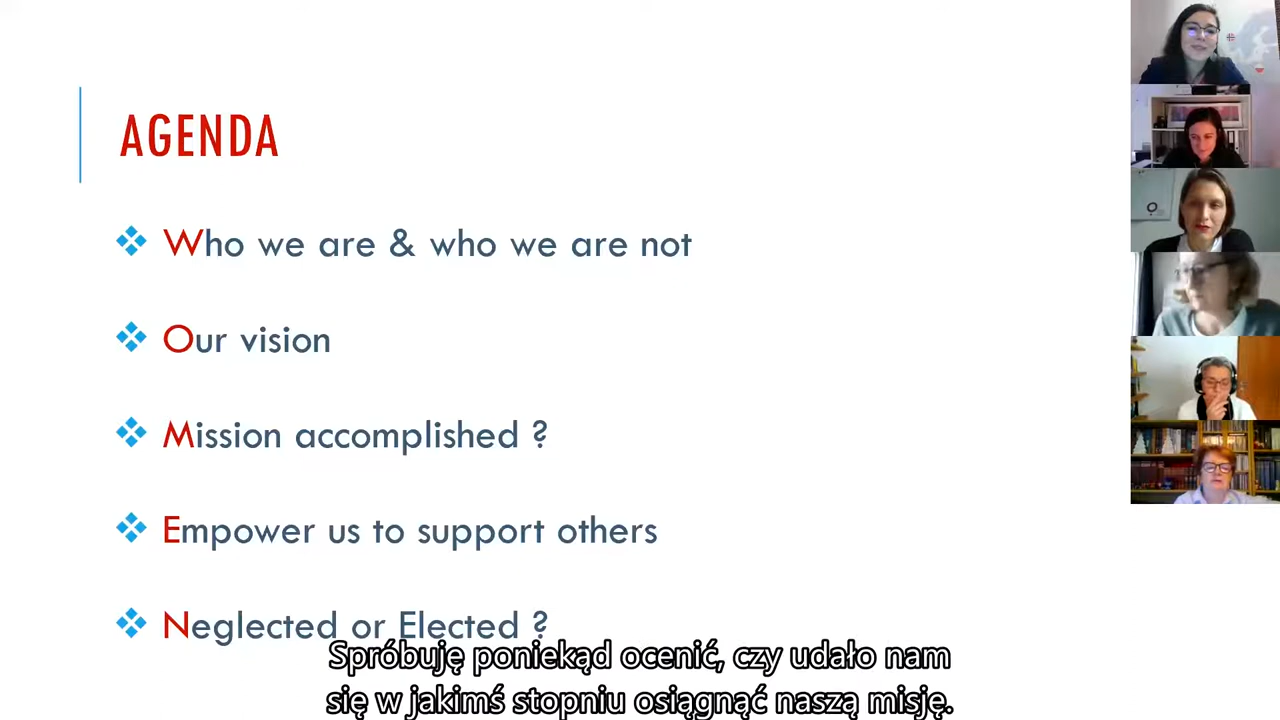 AGENDA
Who we are & who we are not
Our vision
Mission accomplished ?
Empower us to support others
Neglected or Elected ?
Spróbuję poniekąd ocenić, czy udało nam
się w jakimś stopniu osiągnąć naszą misję.